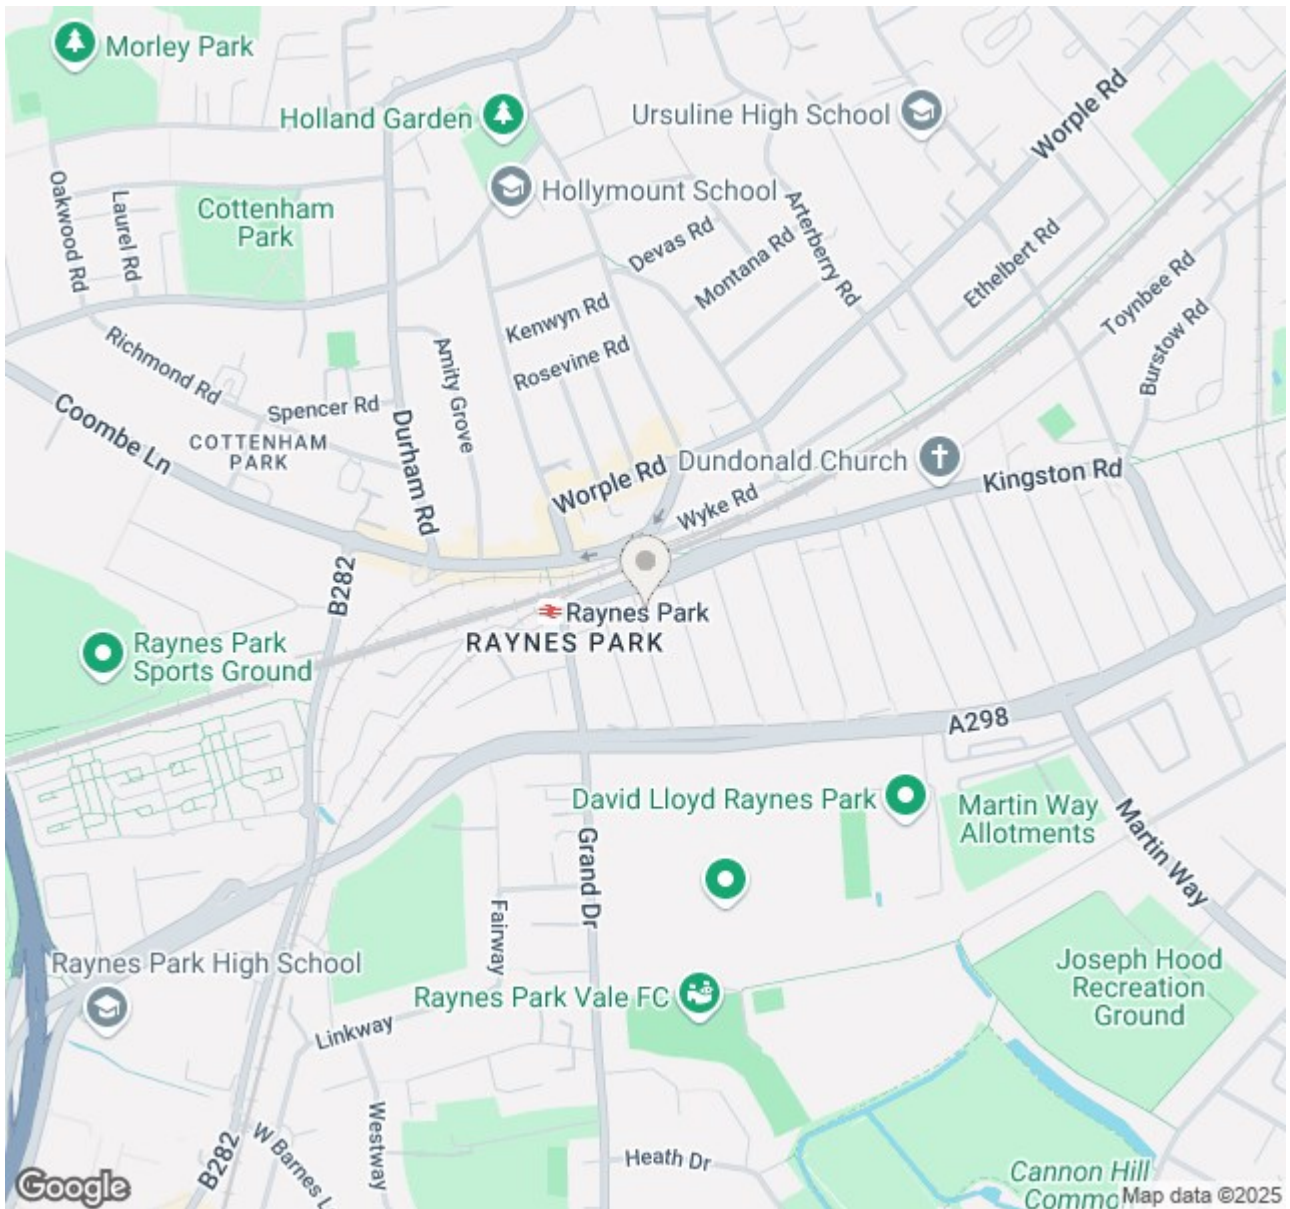 Morley Park
Holland Garden
Ursuline High School
Worple Rd
Hollymount School
Oakwood Rd
Laurel Rd
Cottenham
Park
Devas Rd
Montana Rd
Arterberry Rd
Ethelbert Rd
Toynbee Rd
Burstow Rd
Kenwyn Rd
Rosevine Rd
Richmond Rd
Amity Grove
Spencer Rd
Coombe Ln
COTTENHAM
PARK
Durham Rd
Worple Rd
Dundonald Church
Kingston Rd
Wyke Rd
B282
Raynes Park
RAYNES PARK
Raynes Park
Sports Ground
A298
David Lloyd Raynes Park
Martin Way
Allotments
Martin Way
Grand Dr
Fairway
Raynes Park High School
Raynes Park Vale FC
Joseph Hood
Recreation
Ground
Linkway
Westway
B282
W Barnes L
Heath Dr
Cannon Hill
Common
Google
Map data ©2025